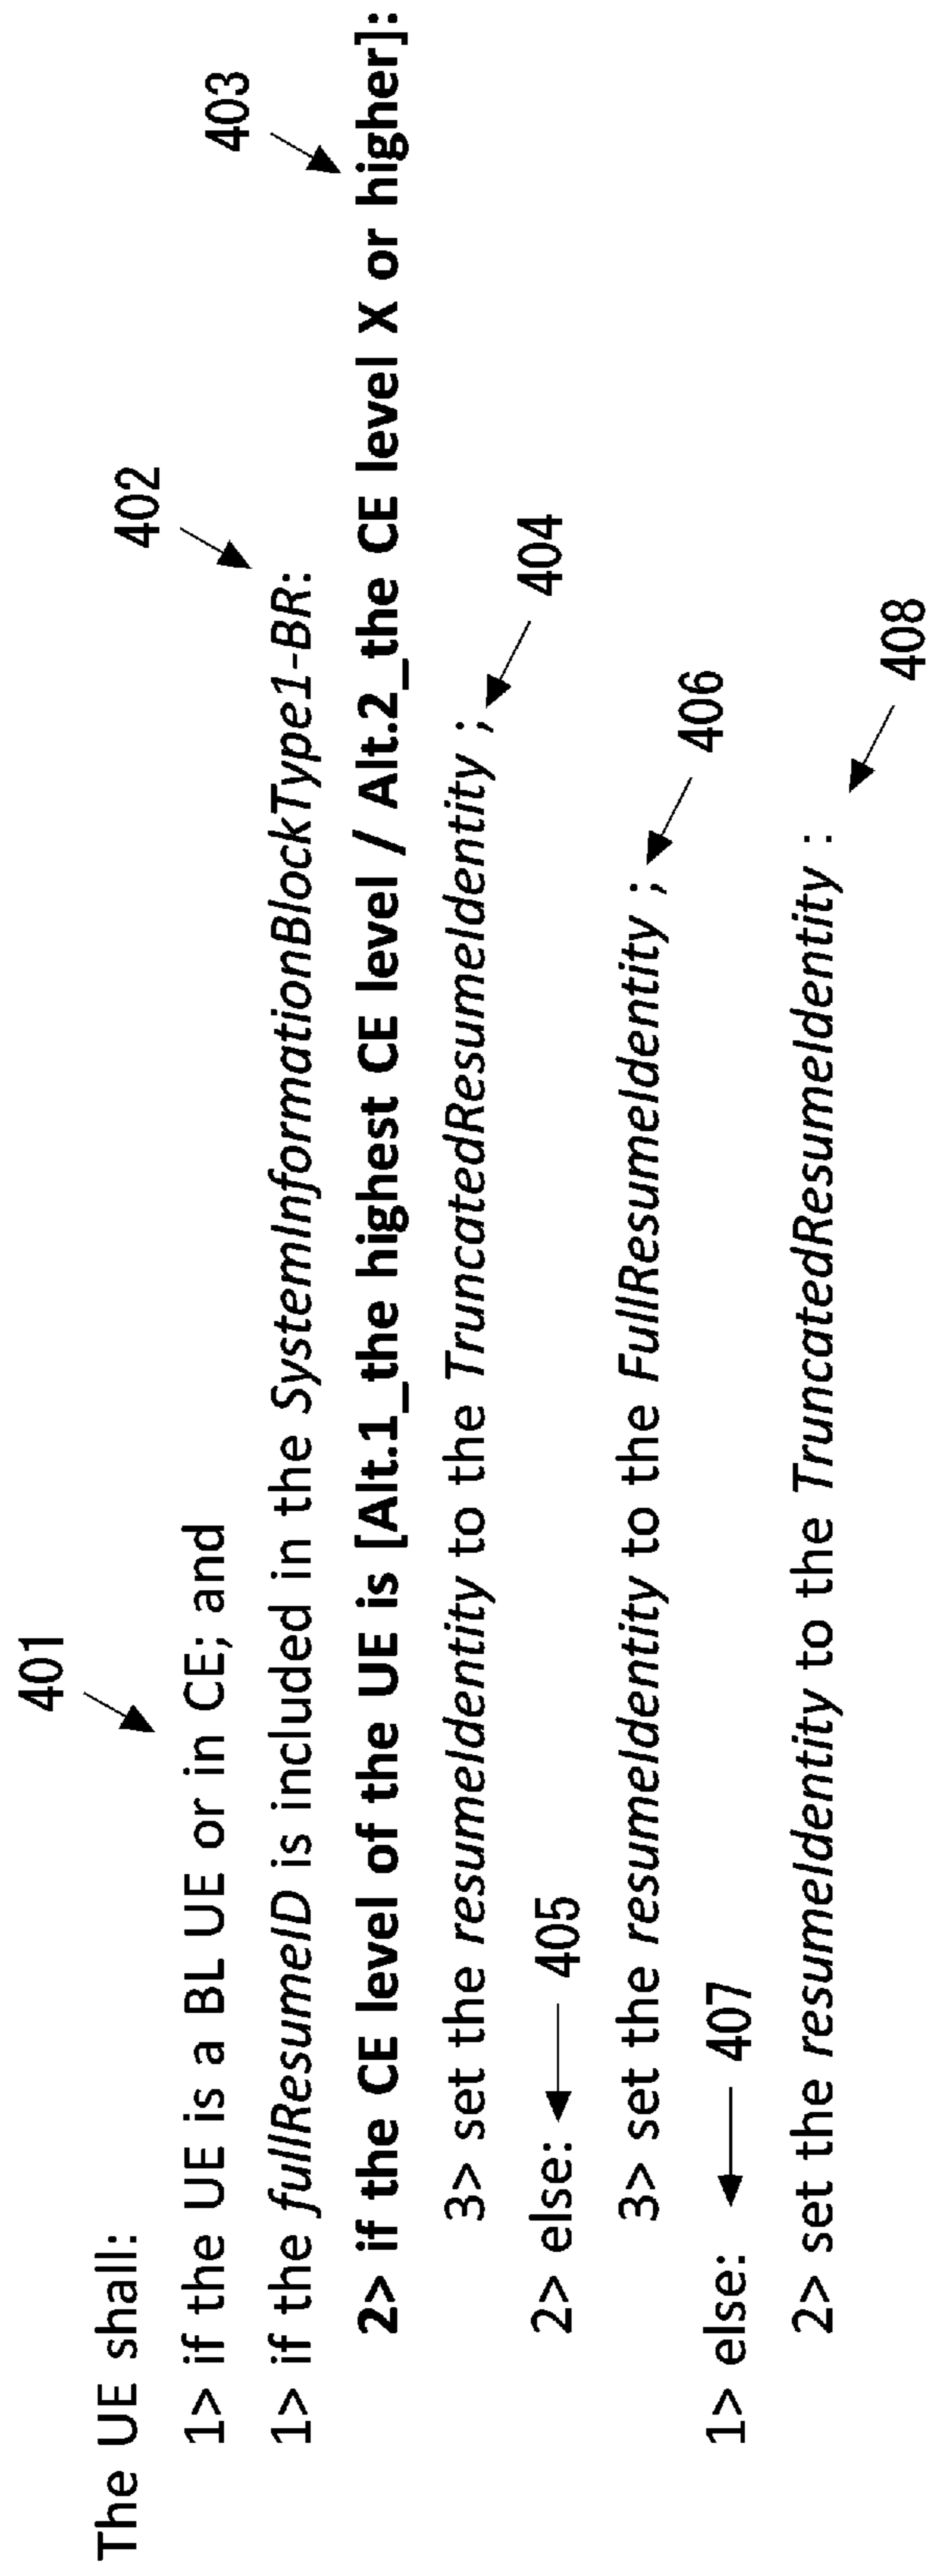 The UE shall:
401
1> if the UE is a BL UE or in CE; and
402
1> if the fullResumeID is included in the SystemInformationBlockType1-BR:
403
2> if the CE level of the UE is [Alt.1_the highest CE level / Alt.2_the CE level X or higher]:
3> set the resumeIdentity to the TruncatedResumeIdentity ; 404
2> else: 405
3> set the resumeIdentity to the FullResumeIdentity ; 406
1> else: 407
2> set the resumeIdentity to the TruncatedResumeIdentity : 408